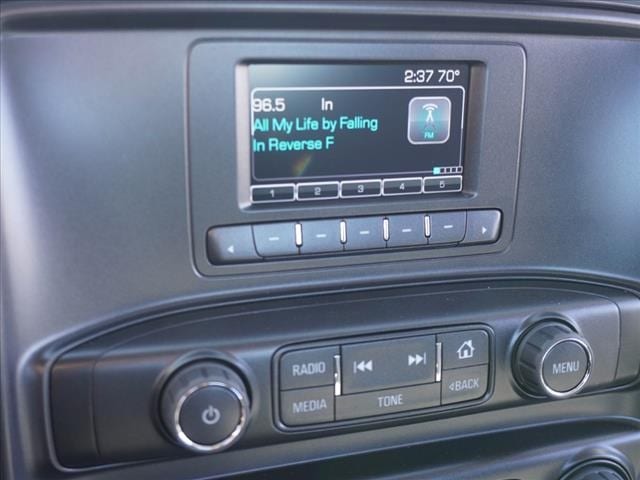 2:37 70°
96.5 In
All My Life by Falling
In Reverse F
FM
1 2 3 4 5
RADIO
MEDIA
TONE
BACK
MENU